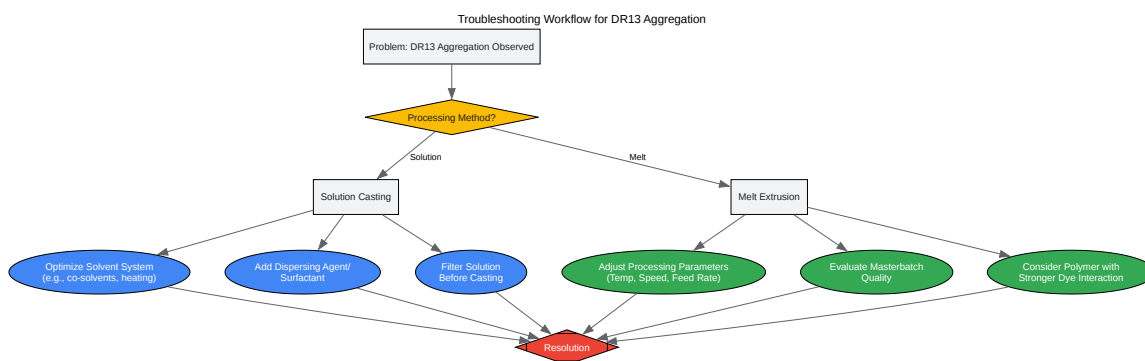 Troubleshooting Workflow for DR13 Aggregation
Problem: DR13 Aggregation Observed
Processing Method?
Solution
Melt
Solution Casting
Melt Extrusion
Optimize Solvent System
(e.g., co-solvents, heating)
Add Dispersing Agent/
Surfactant
Filter Solution
Before Casting
Adjust Processing Parameters
(Temp, Speed, Feed Rate)
Evaluate Masterbatch
Quality
Consider Polymer with
Stronger Dye Interaction
Resolution